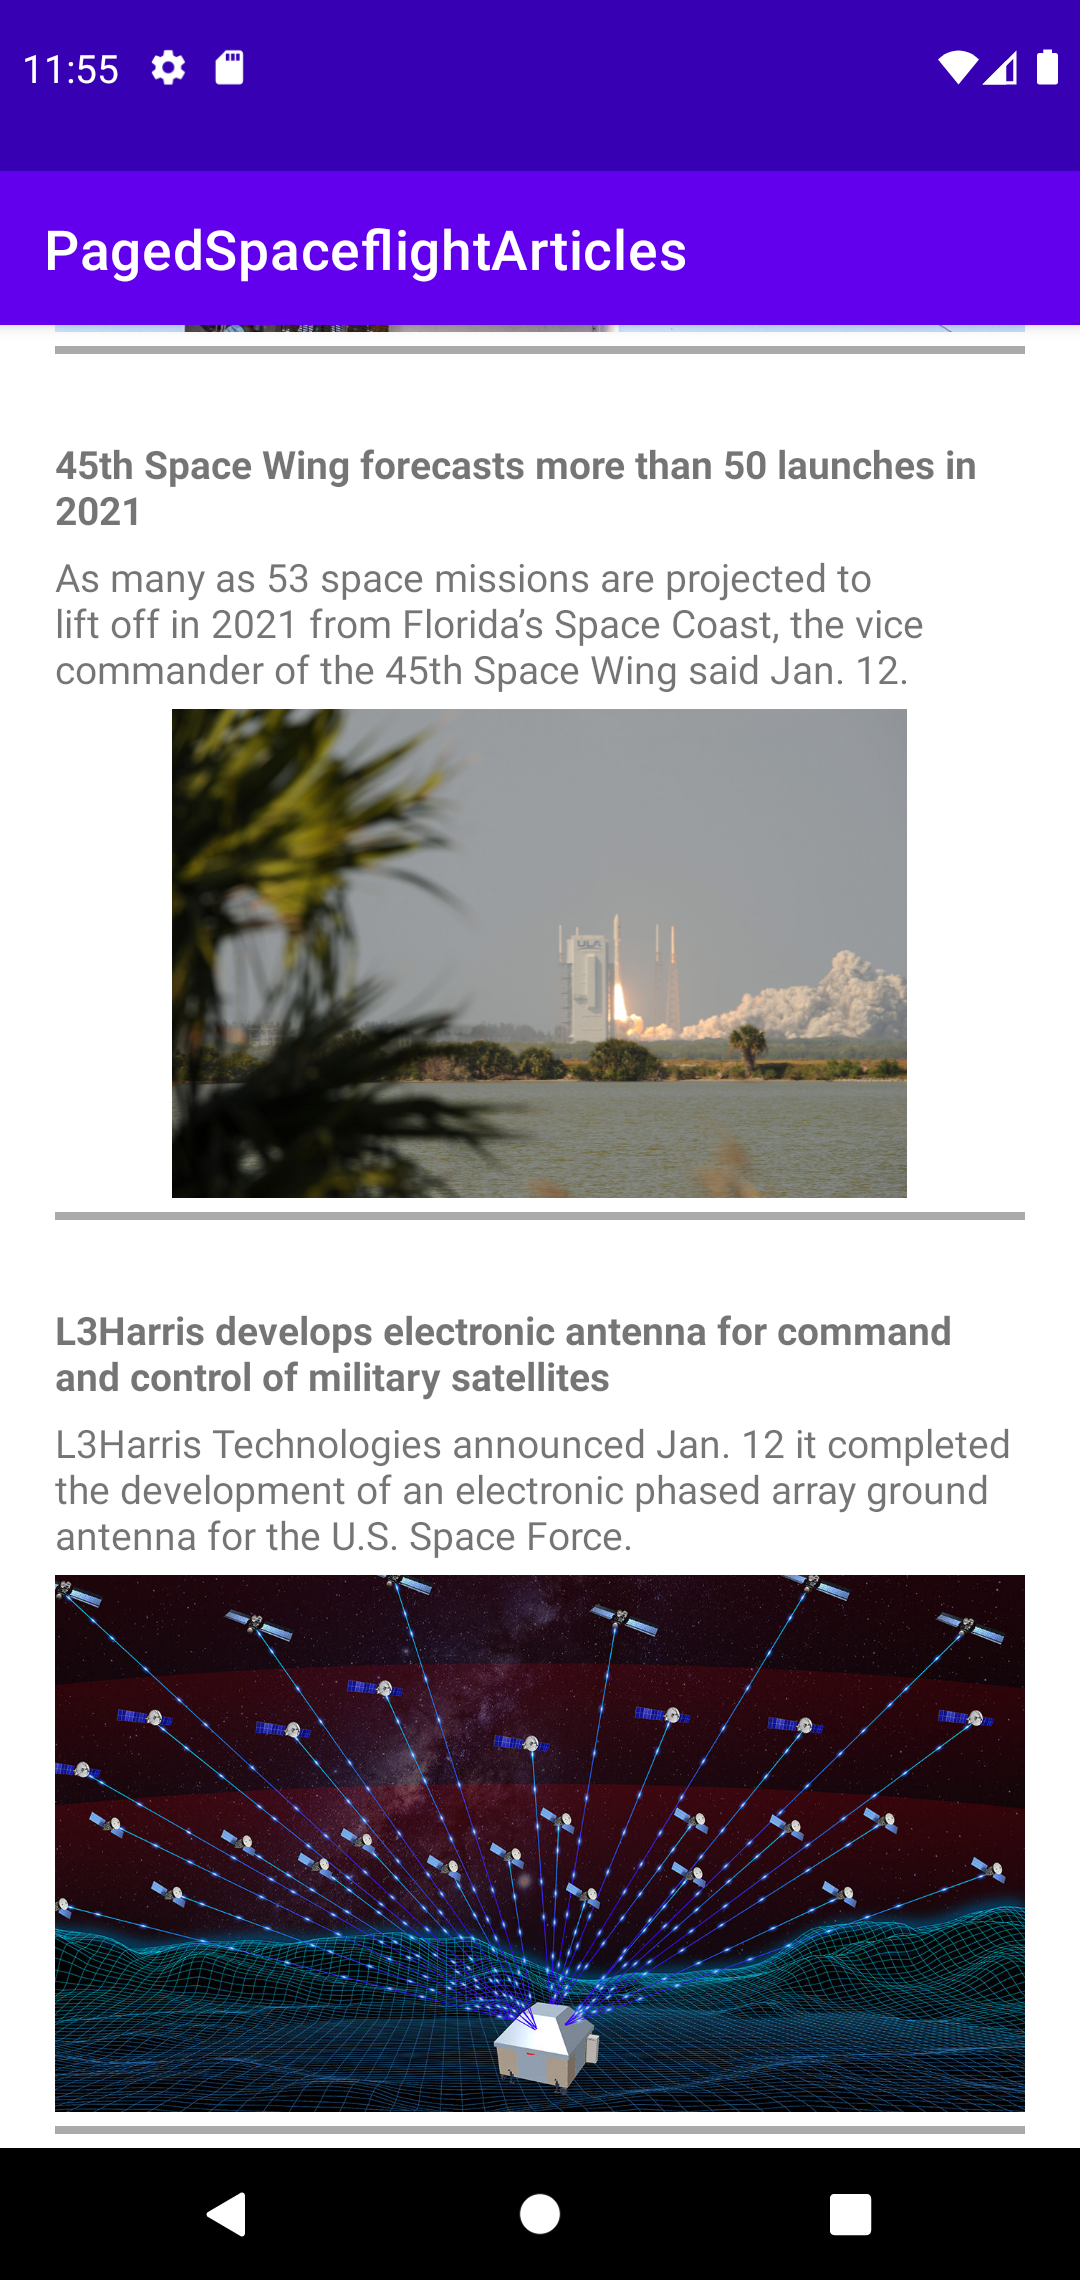 11:55
PagedSpaceflightArticles
45th Space Wing forecasts more than 50 launches in
2021
As many as 53 space missions are projected to
lift off in 2021 from Florida’s Space Coast, the vice
commander of the 45th Space Wing said Jan. 12.
ULA
L3Harris develops electronic antenna for command
and control of military satellites
L3Harris Technologies announced Jan. 12 it completed
the development of an electronic phased array ground
antenna for the U.S. Space Force.